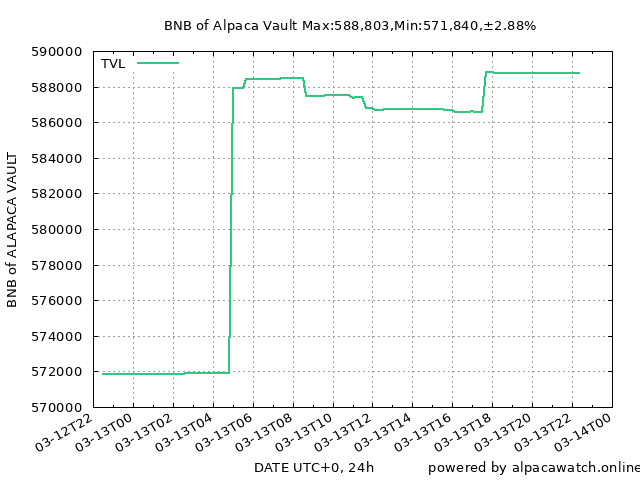 BNB of Alpaca Vault Max:588,803,Min:571,840,±2.88%
TVL
590000
588000
586000
584000
582000
580000
578000
576000
574000
572000
570000
BNB of ALAPACA VAULT
03-12T22
03-13T00
03-13T02
03-13T04
03-13T06
03-13T08
03-13T10
03-13T12
03-13T14
03-13T16
03-13T18
03-13T20
03-13T22
03-14T00
DATE UTC+0, 24h
powered by alpacawatch.online